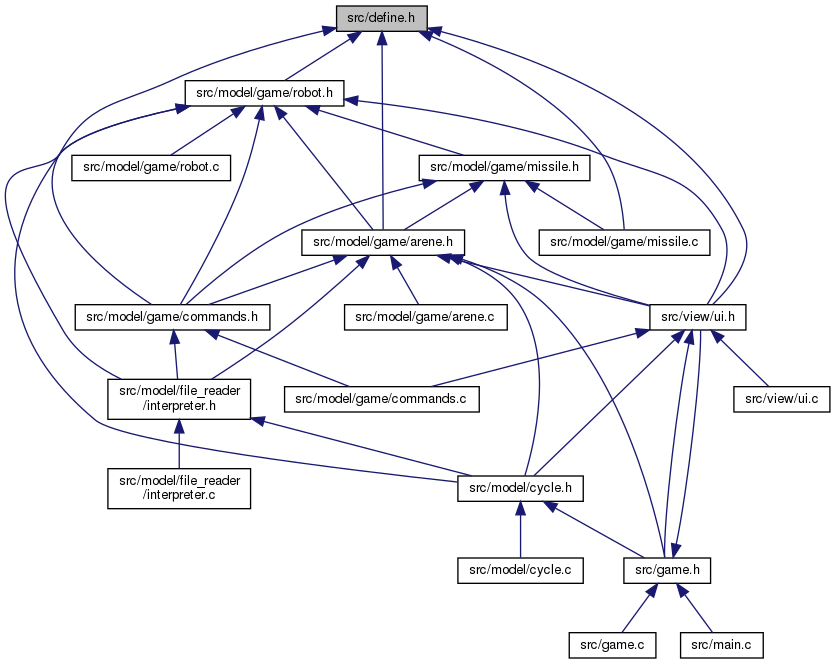 src/define.h
src/model/game/robot.h
src/model/game/robot.c
src/model/game/missile.h
src/model/game/arene.h
src/model/game/missile.c
src/model/game/commands.h
src/model/game/arene.c
src/view/ui.h
src/model/file_reader
/interpreter.h
src/model/game/commands.c
src/view/ui.c
src/model/file_reader
/interpreter.c
src/model/cycle.h
src/model/cycle.c
src/game.h
src/game.c
src/main.c